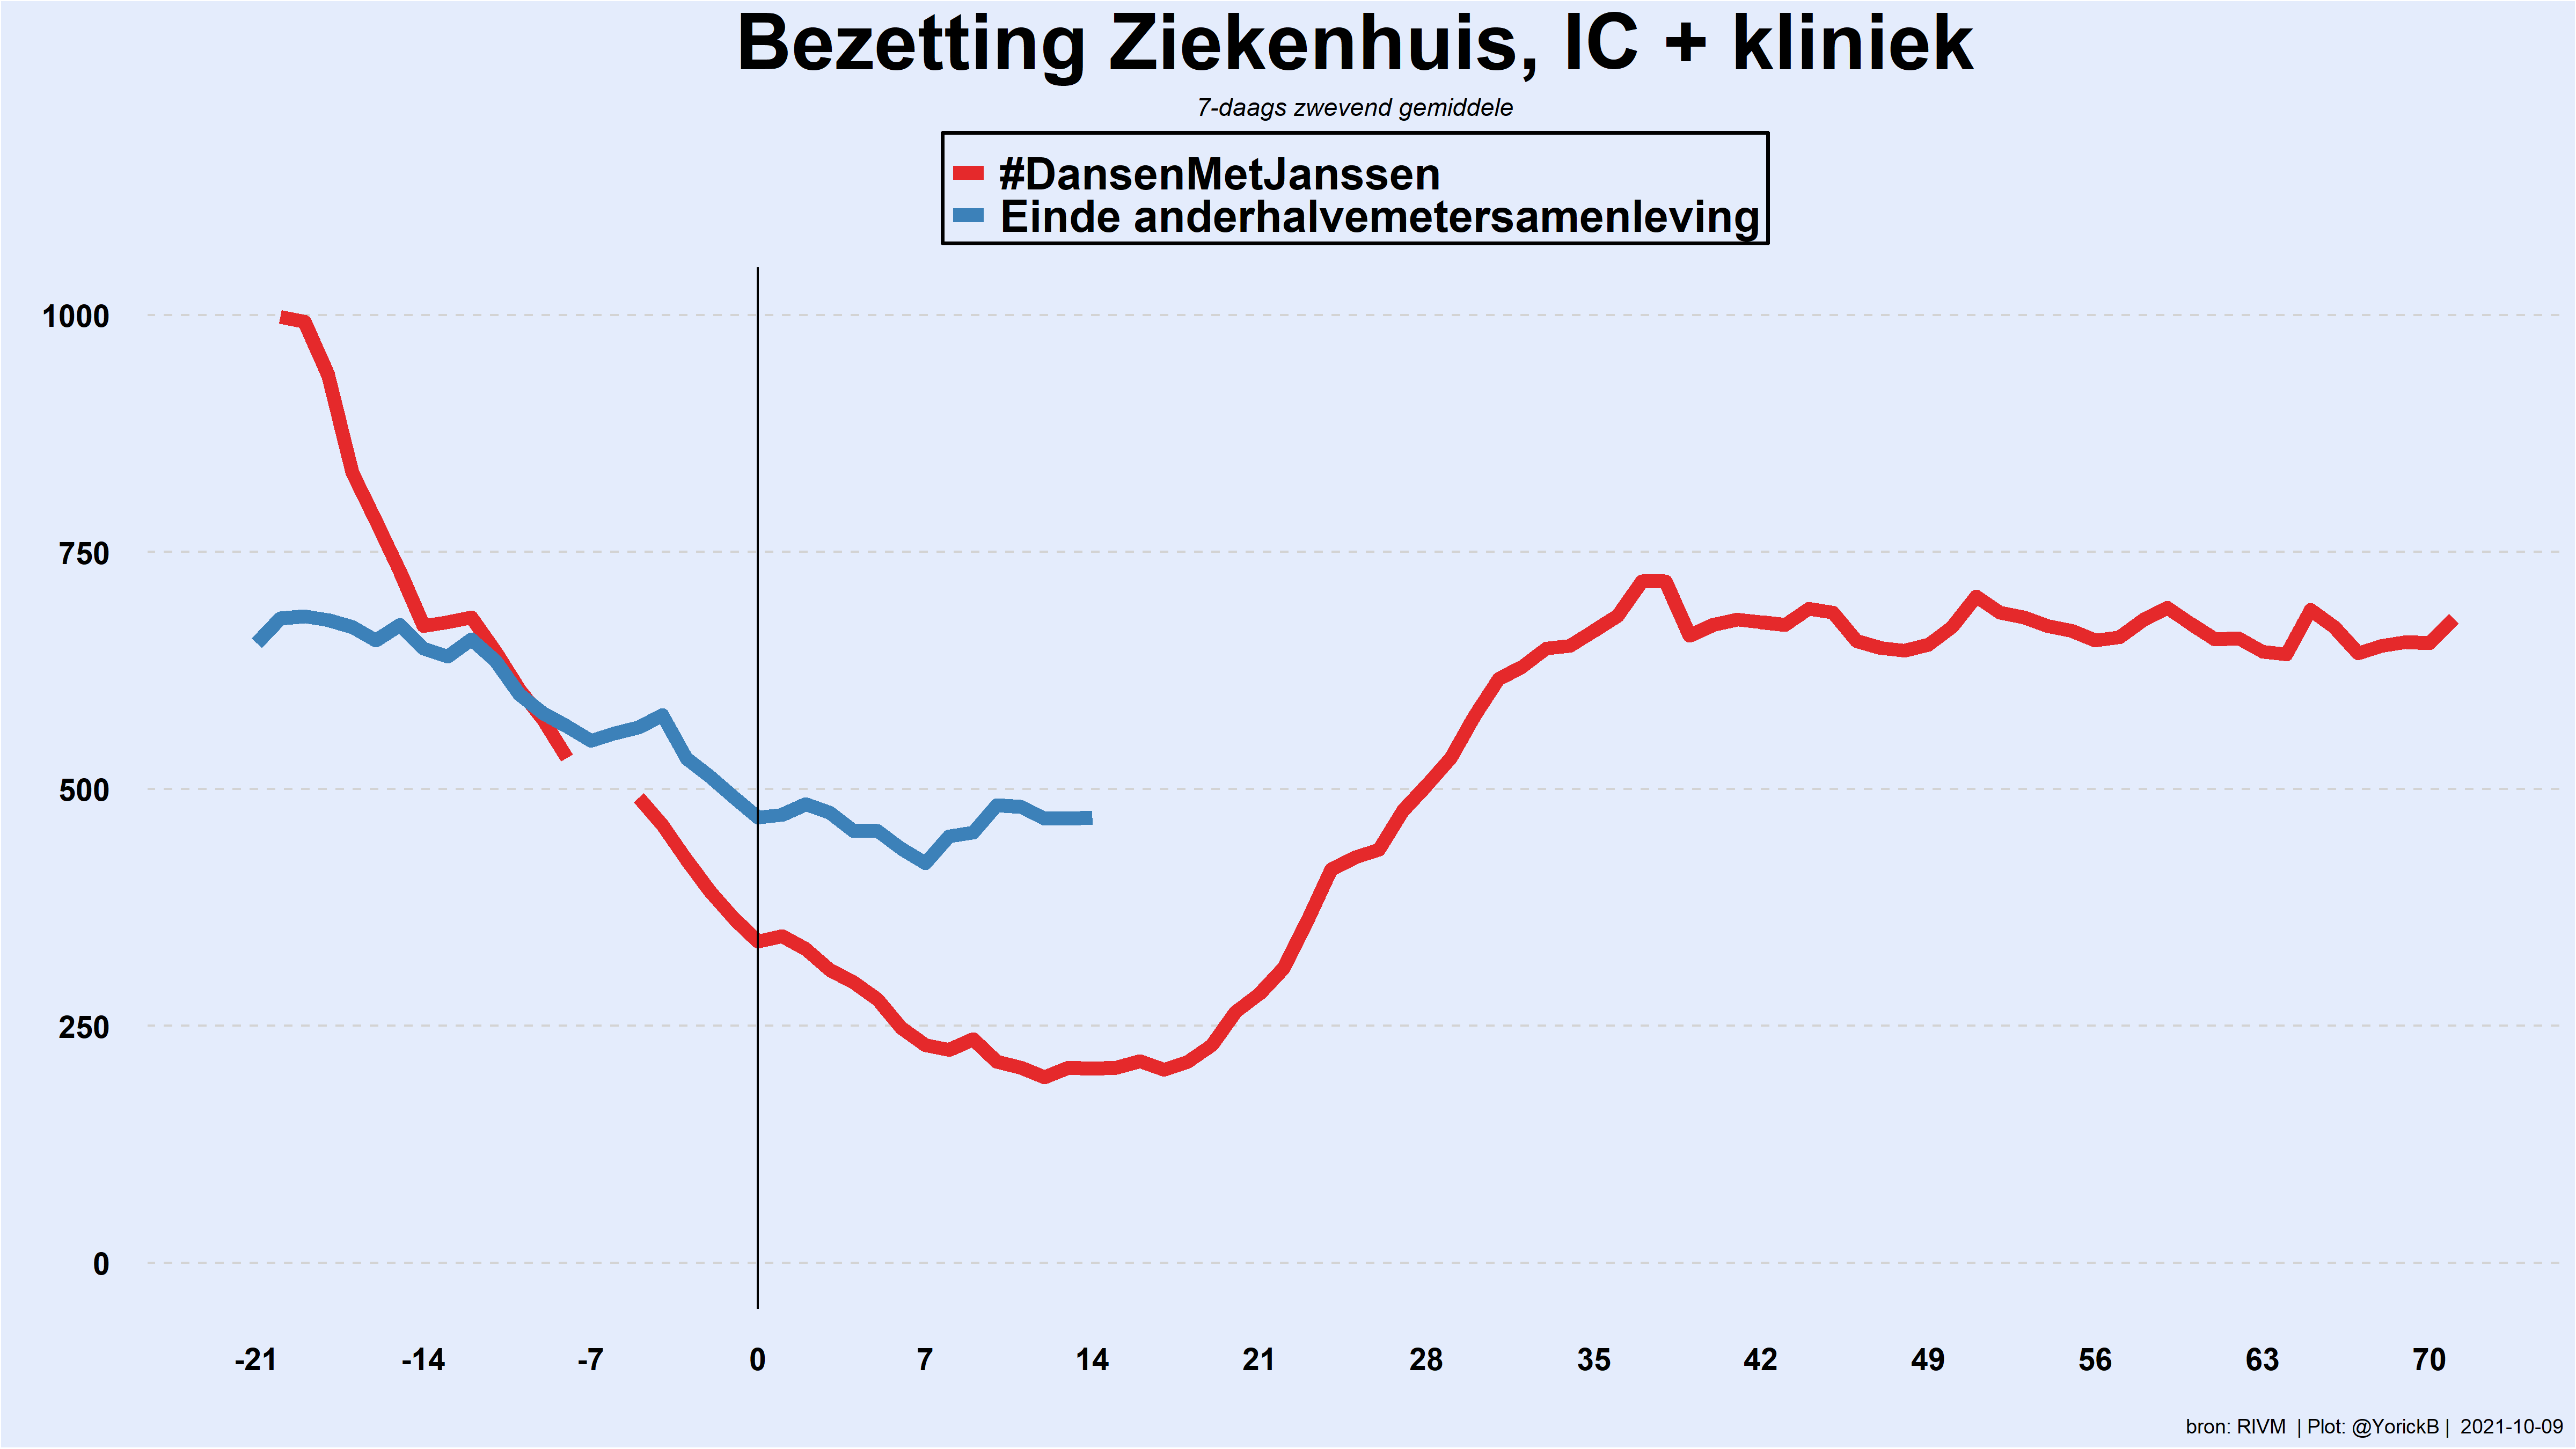 Bezetting Ziekenhuis, IC + kliniek
7-daags zwevend gemiddele
#DansenMetJanssen
Einde anderhalvemetersamenleving
1000
750
500
250
0
-21 -14 -7 0 7 14 21 28 35 42 49 56 63 70
bron: RIVM | Plot: @YorickB | 2021-10-09